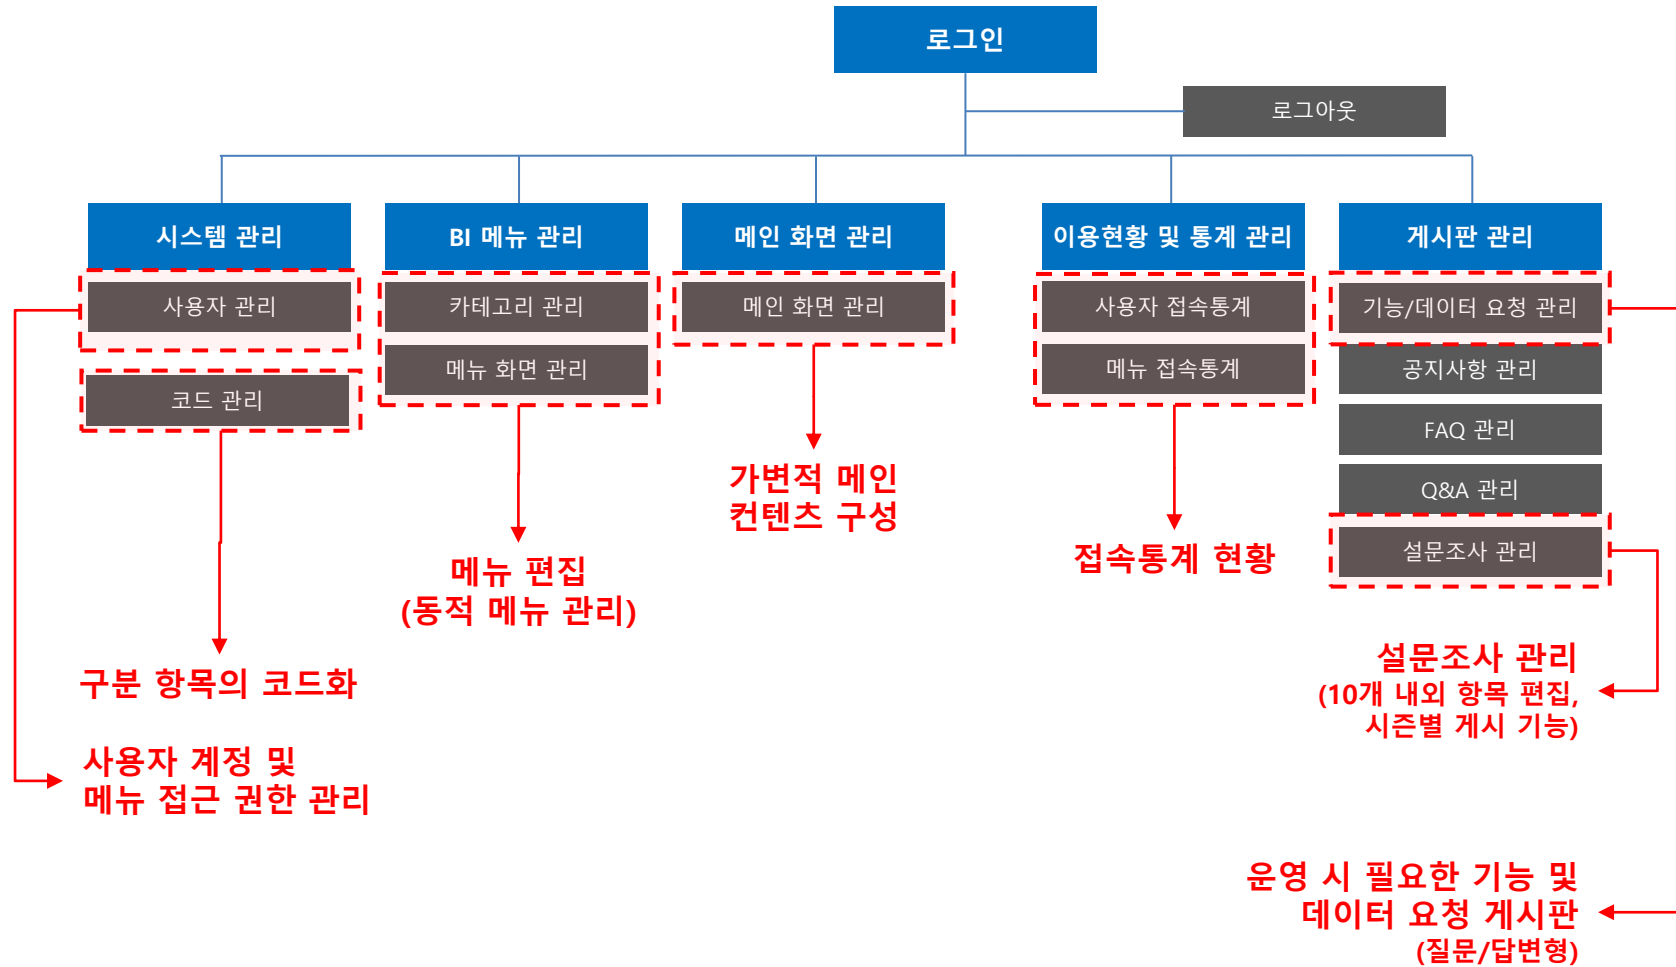 로그인
로그아웃
시스템 관리
사용자 관리
코드 관리
BI 메뉴 관리
카테고리 관리
메뉴 화면 관리
메인 화면 관리
메인 화면 관리
이용현황 및 통계 관리
사용자 접속통계
메뉴 접속통계
게시판 관리
기능/데이터 요청 관리
공지사항 관리
FAQ 관리
Q&A 관리
설문조사 관리
가변적 메인
컨텐츠 구성
메뉴 편집
(동적 메뉴 관리)
접속통계 현황
구분 항목의 코드화
사용자 계정 및
메뉴 접근 권한 관리
설문조사 관리
(10개 내외 항목 편집,
시즌별 게시 기능)
운영 시 필요한 기능 및
데이터 요청 게시판
(질문/답변형)